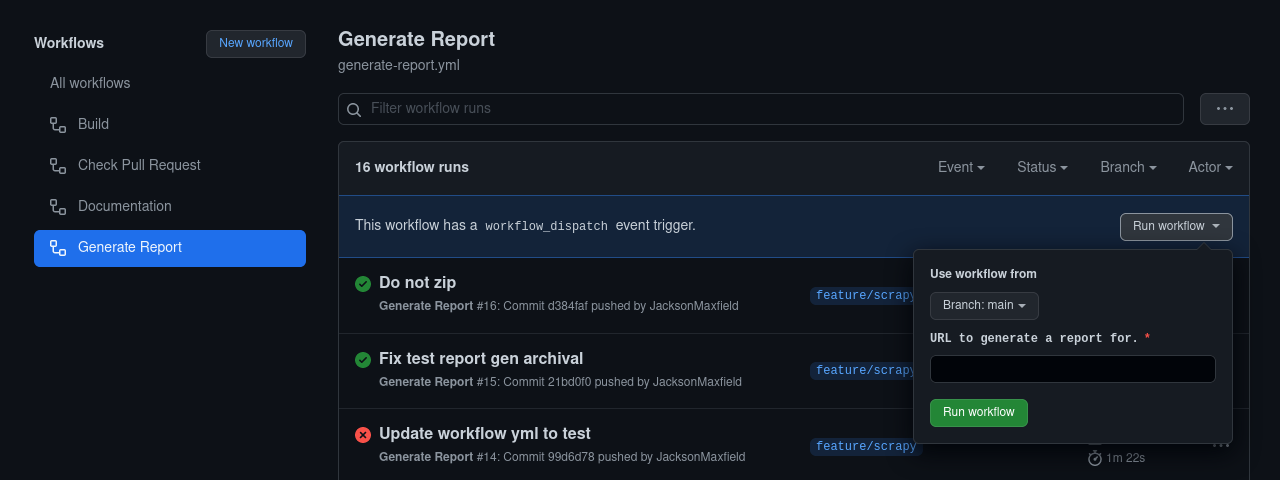 Workflows
New workflow
All workflows
Build
Check Pull Request
Documentation
Generate Report
Generate Report
generate-report.yml
Filter workflow runs
16 workflow runs
Event
Status
Branch
Actor
This workflow has a workflow_dispatch event trigger.
Run workflow
Use workflow from
Branch: main
URL to generate a report for. *
Run workflow
Do not zip
Generate Report #16: Commit d384faf pushed by JacksonMaxfield
feature/scrapy
Fix test report gen archival
Generate Report #15: Commit 21bd0f0 pushed by JacksonMaxfield
feature/scrapy
Update workflow yml to test
Generate Report #14: Commit 99d6d78 pushed by JacksonMaxfield
feature/scrapy
1m 22s